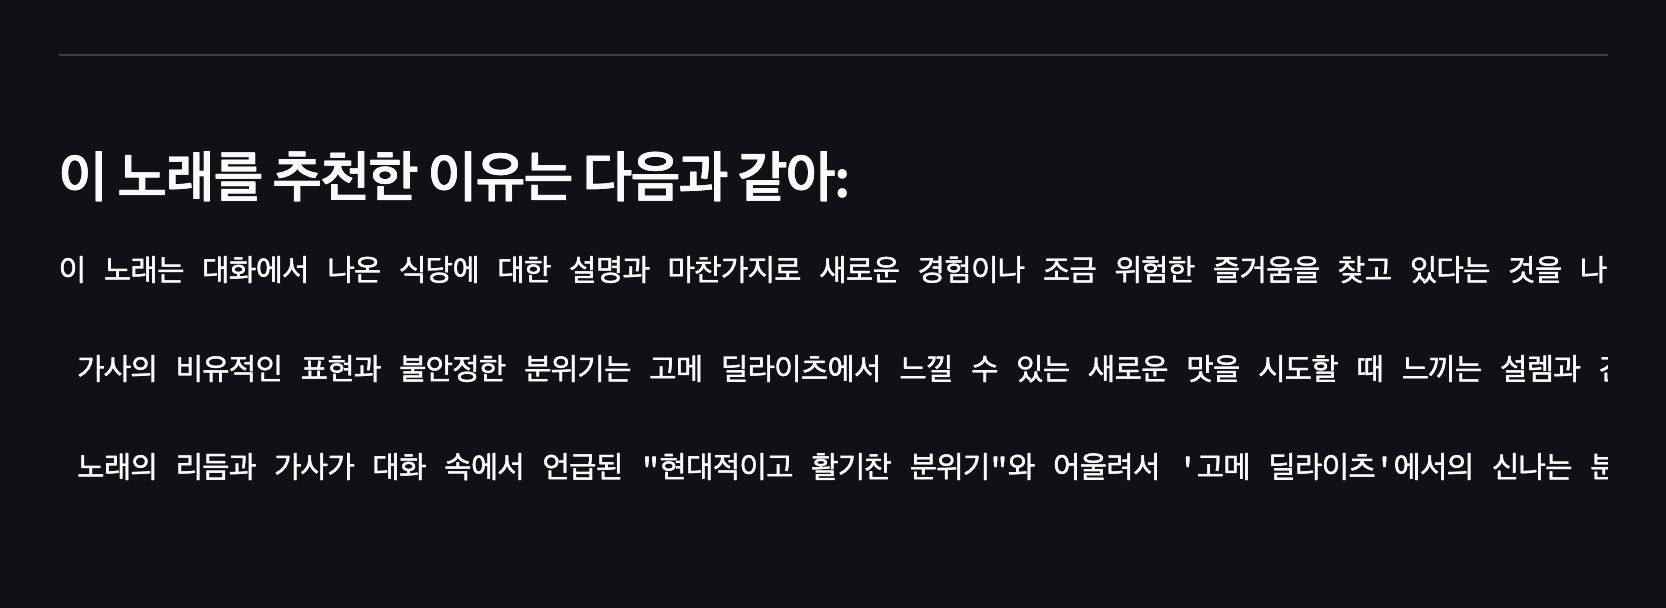 이 노래를 추천한 이유는 다음과 같아:
이 노래는 대화에서 나온 식당에 대한 설명과 마찬가지로 새로운 경험이나 조금 위험한 즐거움을 찾고 있다는 것을 나
가사의 비유적인 표현과 불안정한 분위기는 고메 딜라이츠에서 느낄 수 있는 새로운 맛을 시도할 때 느끼는 설렘과
노래의 리듬과 가사가 대화 속에서 언급된 "현대적이고 활기찬 분위기"와 어울려서 '고메 딜라이츠'에서의 신나는